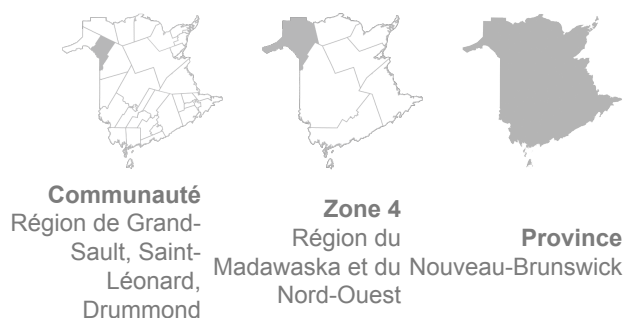 Communauté
Région de Grand-
Sault, Saint-
Léonard,
Drummond
Zone 4
Région du
Madawaska et du
Nord-Ouest
Province
Nouveau-Brunswick